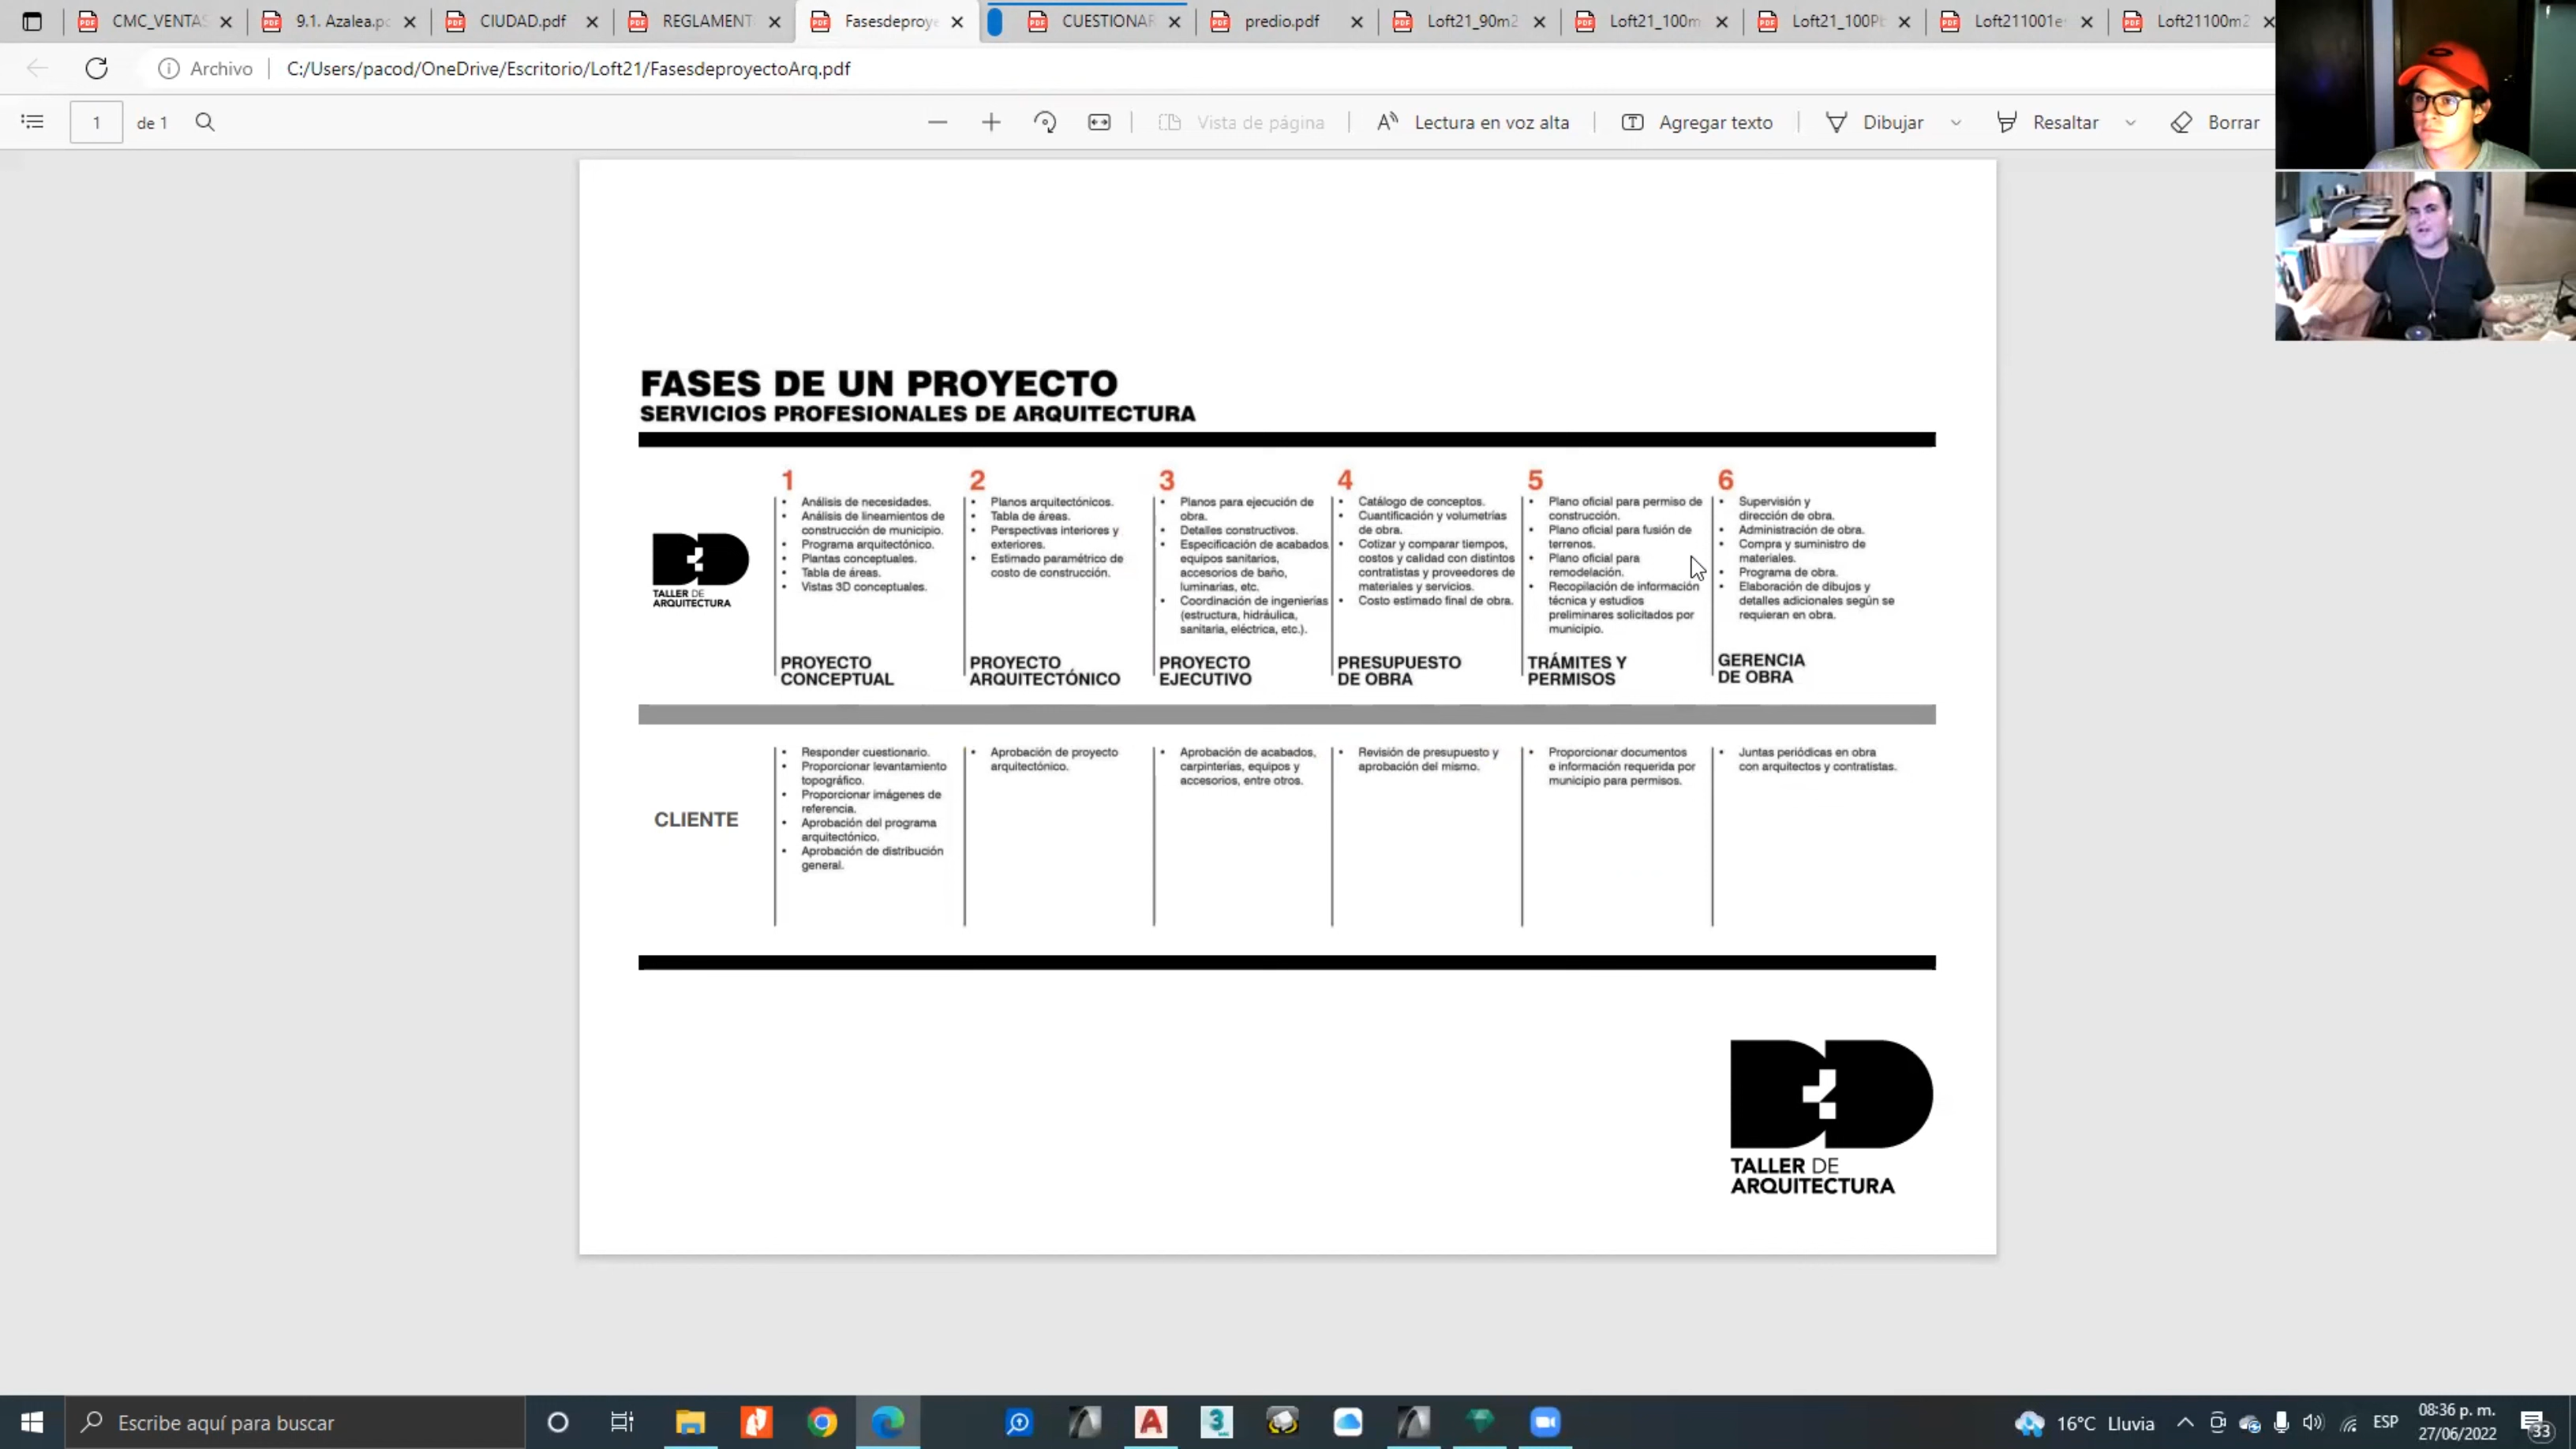 CMC_VENTAS
9.1. Azalea.pc
CIUDAD.pdf
REGLAMENT
Fasesdeproye
CUESTIONAR
predio.pdf
Loft21_90m2
Loft21_100m
Loft21_100Pl
Loft211001e
Loft21100m2
Archivo
C:/Users/pacod/OneDrive/Escritorio/Loft21/FasesdeproyectoArq.pdf
1 de 1
Vista de página
Lectura en voz alta
Agregar texto
Dibujar
Resaltar
Borrar
FASES DE UN PROYECTO
SERVICIOS PROFESIONALES DE ARQUITECTURA
TALLER DE
ARQUITECTURA
1
• Análisis de necesidades.
• Análisis de lineamientos de
construcción de municipio.
• Programa arquitectónico.
• Plantas conceptuales.
• Tabla de áreas.
• Vistas 3D conceptuales.
PROYECTO
CONCEPTUAL
2
• Planos arquitectónicos.
• Tabla de áreas.
• Perspectivas interiores y
exteriores.
• Estimado paramétrico de
costo de construcción.
PROYECTO
ARQUITECTÓNICO
3
• Planos para ejecución de
obra.
• Detalles constructivos.
• Especificación de acabados,
equipos sanitarios,
accesorios de baño,
luminarias, etc.
• Coordinación de ingenierías
(estructura, hidráulica,
sanitaria, eléctrica, etc.).
PROYECTO
EJECUTIVO
4
• Catálogo de conceptos.
• Cuantificación y volumetrías
de obra.
• Cotizar y comparar tiempos,
costos y calidad con distintos
contratistas y proveedores de
materiales y servicios.
• Costo estimado final de obra.
PRESUPUESTO
DE OBRA
5
• Plano oficial para permiso de
construcción.
• Plano oficial para fusión de
terrenos.
• Plano oficial para
remodelación.
• Recopilación de información
técnica y estudios
preliminares solicitados por
municipio.
TRÁMITES Y
PERMISOS
6
• Supervisión y
dirección de obra.
• Administración de obra.
• Compra y suministro de
materiales.
• Programa de obra.
• Elaboración de dibujos y
detalles adicionales según se
requieran en obra.
GERENCIA
DE OBRA
CLIENTE
• Responder cuestionario.
• Proporcionar levantamiento
topográfico.
• Proporcionar imágenes de
referencia.
• Aprobación del programa
arquitectónico.
• Aprobación de distribución
general.
• Aprobación de proyecto
arquitectónico.
• Aprobación de acabados,
carpinterias, equipos y
accesorios, entre otros.
• Revisión de presupuesto y
aprobación del mismo.
• Proporcionar documentos
e información requerida por
municipio para permisos.
• Juntas periódicas en obra
con arquitectos y contratistas.
TALLER DE
ARQUITECTURA
Escribe aquí para buscar
16°C Lluvia
ESP
08:36 p. m.
27/06/2022
33